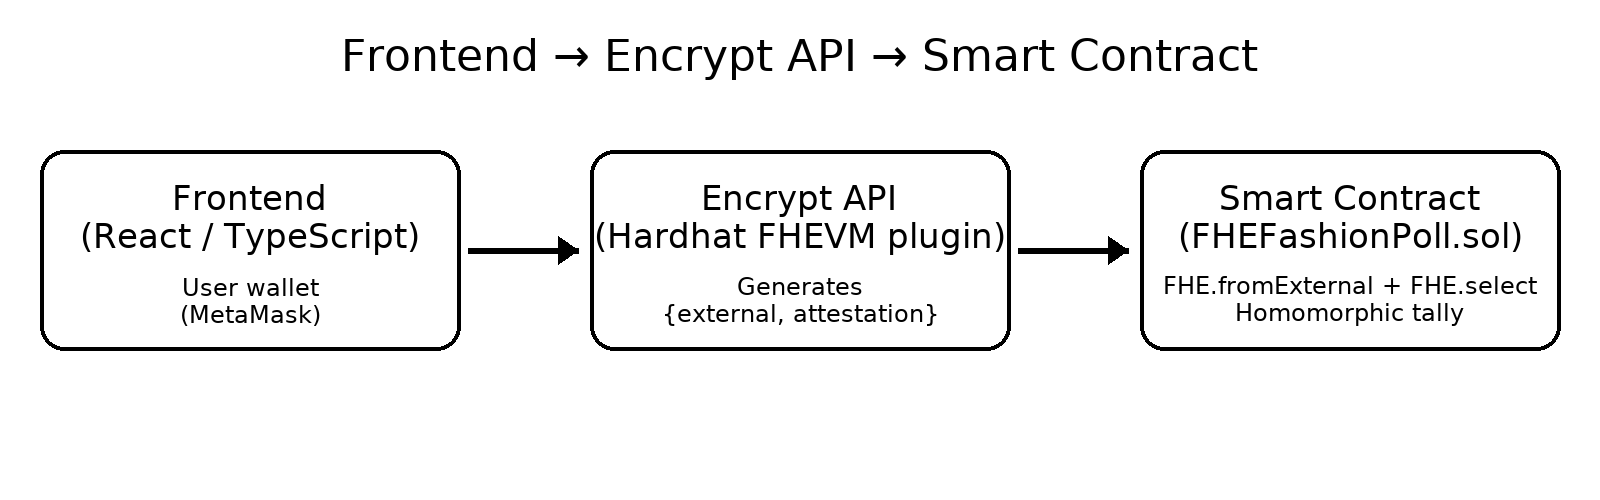 Frontend → Encrypt API → Smart Contract
Frontend
(React / TypeScript)
User wallet
(MetaMask)
Encrypt API
(Hardhat FHEVM plugin)
Generates
{external, attestation}
Smart Contract
(FHEFashionPoll.sol)
FHE.fromExternal + FHE.select
Homomorphic tally